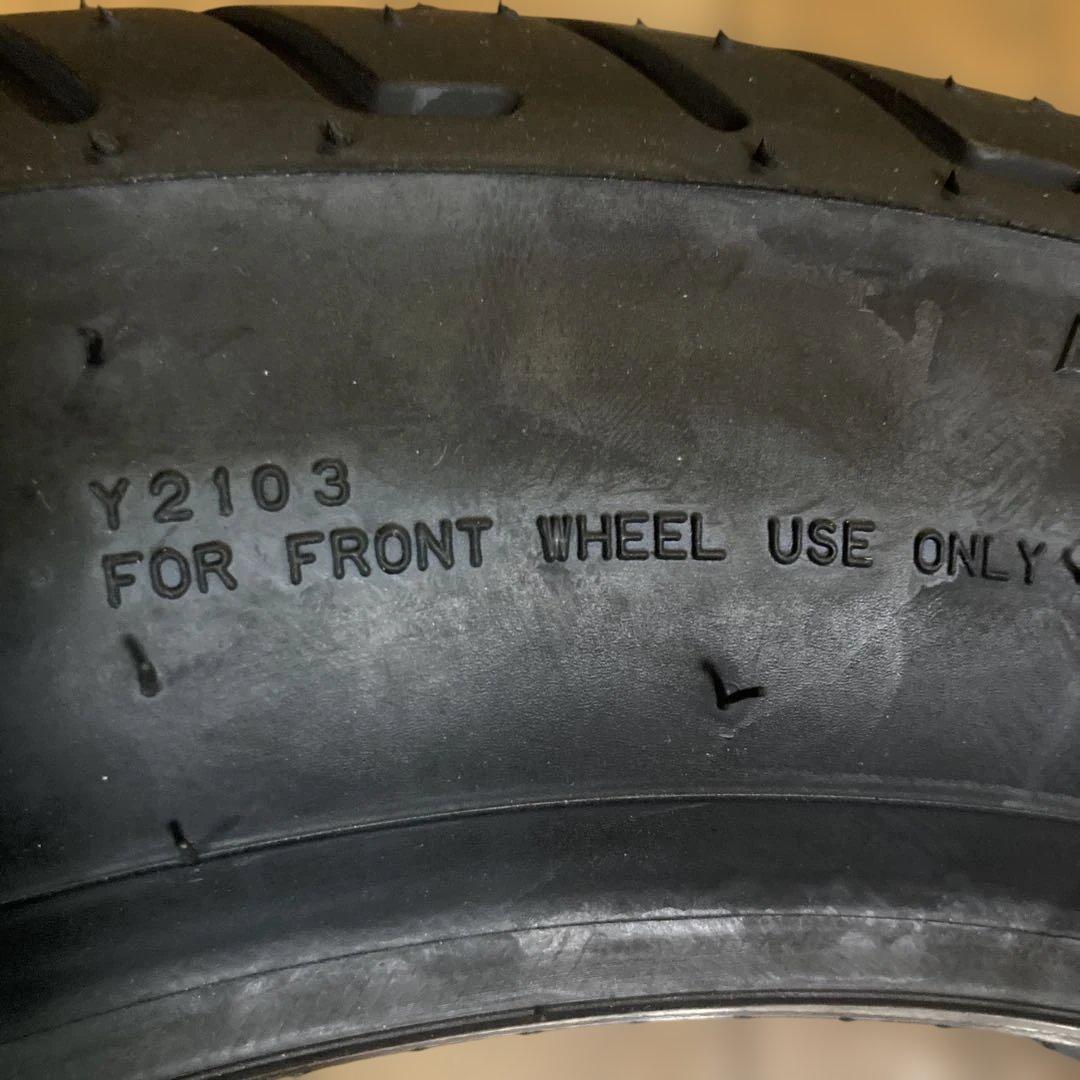 Y2103
FOR FRONT WHEEL USE ONLY